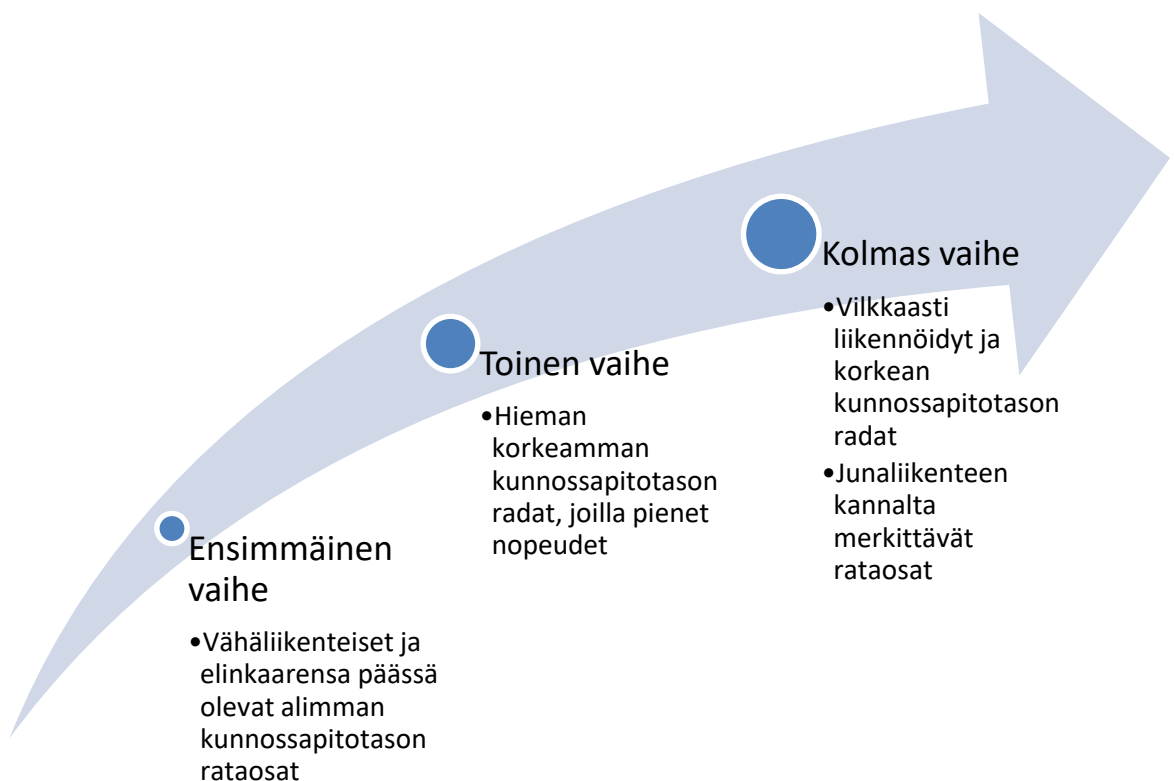 Ensimmäinen
vaihe
•Vähäliikenteiset ja
elinkaarensa päässä
olevat alimman
kunnossapitotason
rataosat
Toinen vaihe
•Hieman
korkeamman
kunnossapitotason
radat, joilla pienet
nopeudet
Kolmas vaihe
•Vilkkaasti
liikennöidyt ja
korkean
kunnossapitotason
radat
•Junaliikenteen
kannalta
merkittävät
rataosat